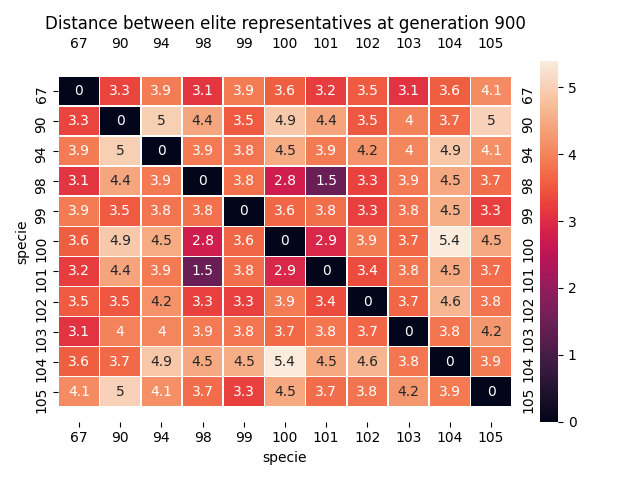 Distance between elite representatives at generation 900
67 90 94 98 99 100 101 102 103 104 105
67 0 3.3 3.9 3.1 3.9 3.6 3.2 3.5 3.1 3.6 4.1 67
90 3.3 0 5 4.4 3.5 4.9 4.4 3.5 4 3.7 5 90
94 3.9 5 0 3.9 3.8 4.5 3.9 4.2 4 4.9 4.1 94
98 3.1 4.4 3.9 0 3.8 2.8 1.5 3.3 3.9 4.5 3.7 98
99 3.9 3.5 3.8 3.8 0 3.6 3.8 3.3 3.8 4.5 3.3 99
100 3.6 4.9 4.5 2.8 3.6 0 2.9 3.9 3.7 5.4 4.5 100
101 3.2 4.4 3.9 1.5 3.8 2.9 0 3.4 3.8 4.5 3.7 101
102 3.5 3.5 4.2 3.3 3.3 3.9 3.4 0 3.7 4.6 3.8 102
103 3.1 4 4 3.9 3.8 3.7 3.8 3.7 0 3.8 4.2 103
104 3.6 3.7 4.9 4.5 4.5 5.4 4.5 4.6 3.8 0 3.9 104
105 4.1 5 4.1 3.7 3.3 4.5 3.7 3.8 4.2 3.9 0 105
67 90 94 98 99 100 101 102 103 104 105
specie
specie
5
4
3
2
1
0